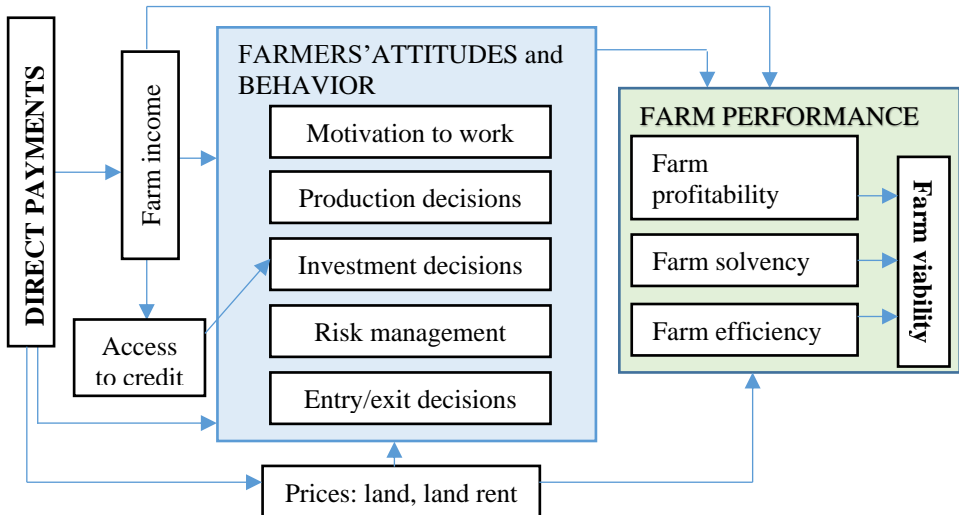 DIRECT PAYMENTS
Farm income
Access
to credit
FARMERS’ATTITUDES and
BEHAVIOR
Motivation to work
Production decisions
Investment decisions
Risk management
Entry/exit decisions
Prices: land, land rent
FARM PERFORMANCE
Farm
profitability
Farm solvency
Farm efficiency
Farm viability